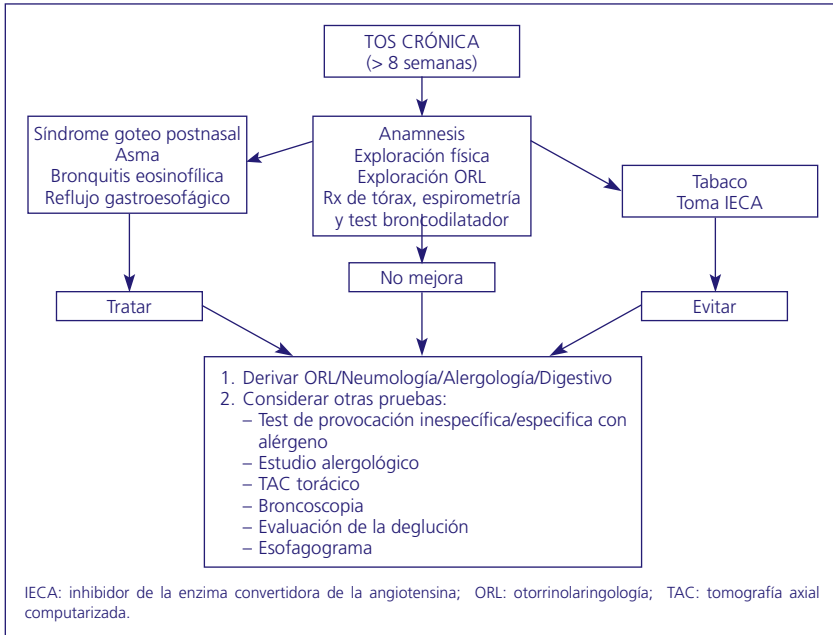 TOS CRÓNICA
(> 8 semanas)
Síndrome goteo postnasal
Asma
Bronquitis eosinofílica
Reflujo gastroesofágico
Anamnesis
Exploración física
Exploración ORL
Rx de tórax, espirometría
y test broncodilatador
Tabaco
Toma IECA
No mejora
Tratar
Evitar
1. Derivar ORL/Neumología/Alergología/Digestivo
2. Considerar otras pruebas:
– Test de provocación inespecífica/especifica con
alérgeno
– Estudio alergológico
– TAC torácico
– Broncoscopia
– Evaluación de la deglución
– Esofagograma
IECA: inhibidor de la enzima convertidora de la angiotensina; ORL: otorrinolaringología; TAC: tomografía axial
computarizada.